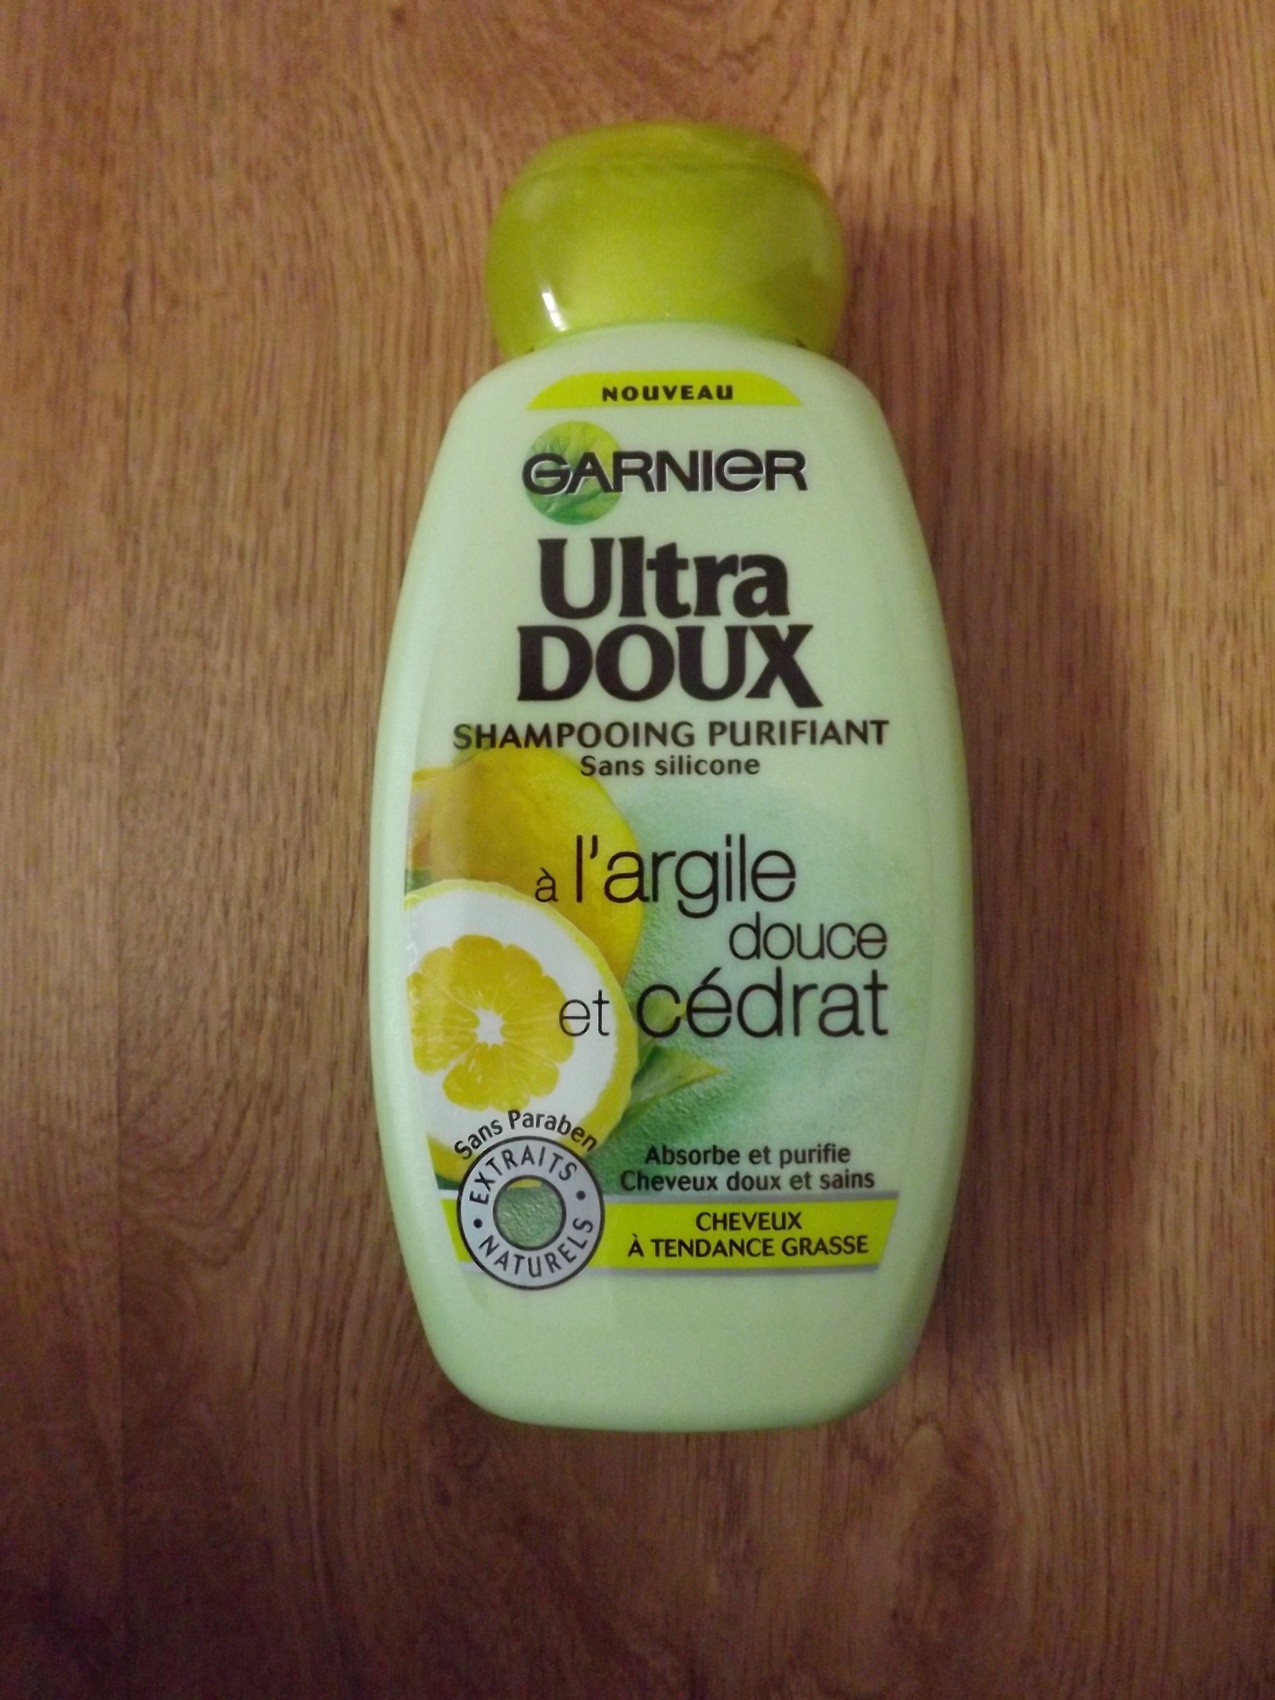 NOUVEAU
GARNIER
Ultra
DOUX
SHAMPOOING PURIFIANT
Sans silicone
à l'argile
douce
et cédrat
Sans Paraben
EXTRAITS
NATURELS
Absorbe et purifie
Cheveux doux et sains
CHEVEUX
À TENDANCE GRASSE